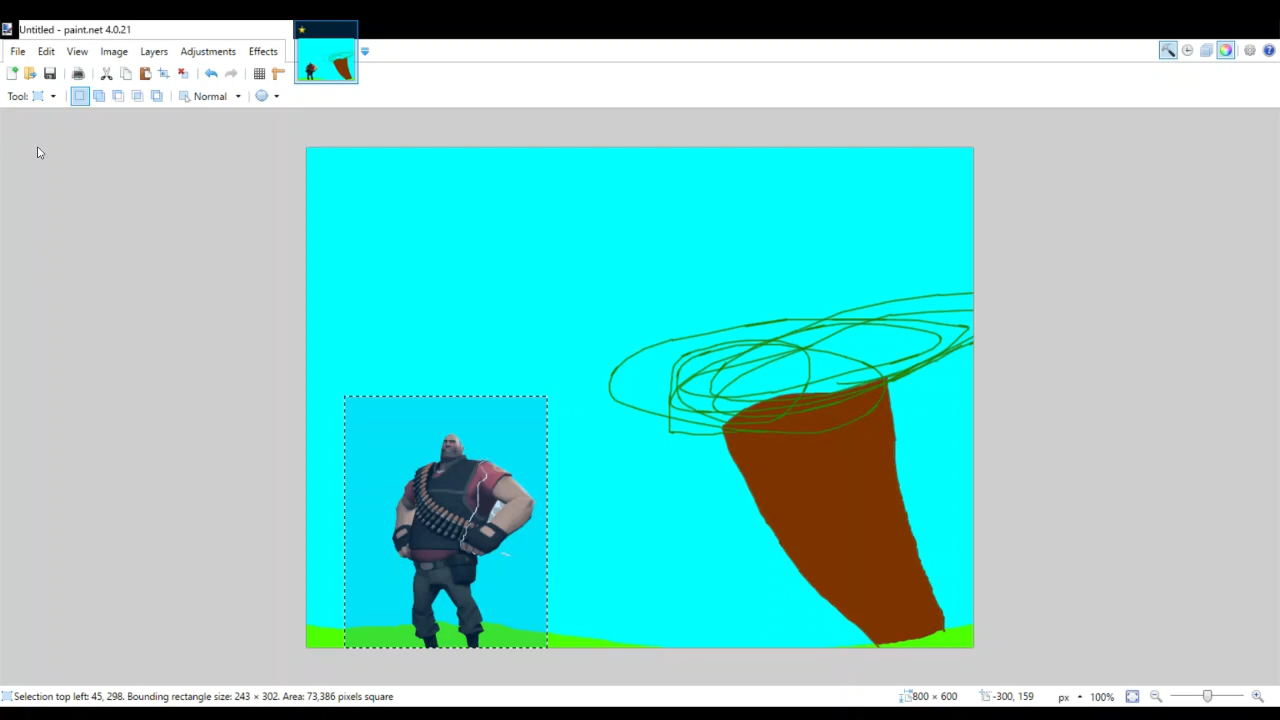 Untitled - paint.net 4.0.21
File Edit View Image Layers Adjustments Effects
Tool: Normal
Selection top left: 45, 298. Bounding rectangle size: 243 × 302. Area: 73,386 pixels square 800 × 600 -300, 159 px 100%